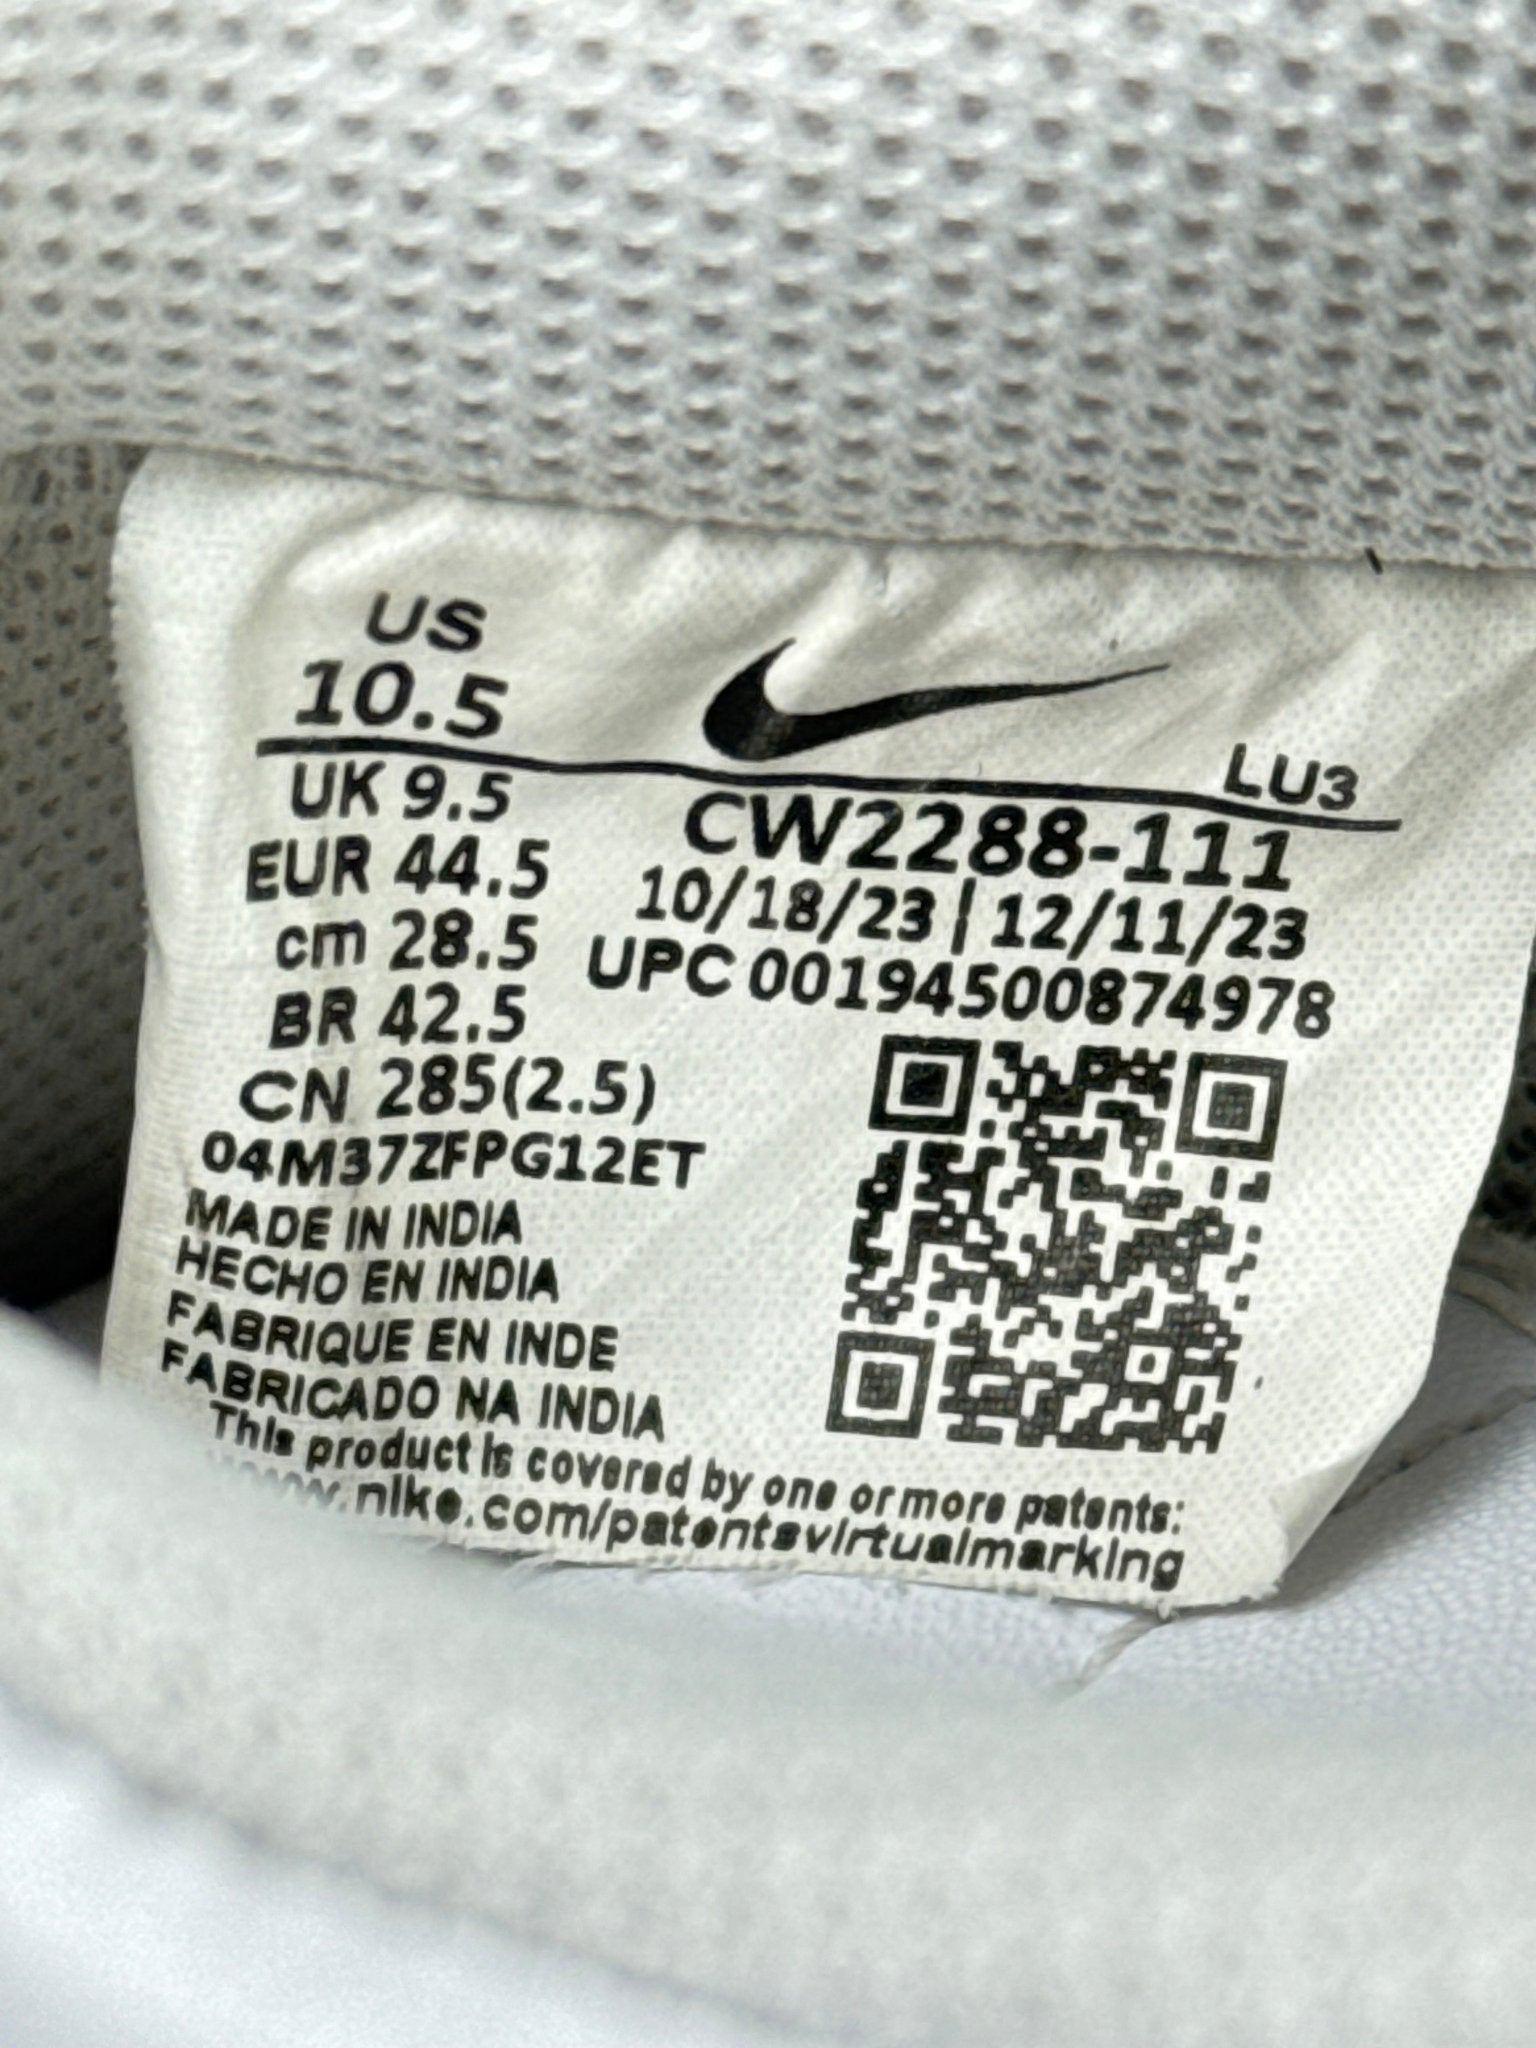 US
10.5
LU3
UK 9.5
EUR 44.5
cm 28.5
BR 42.5
CN 285(2.5)
04M37ZFPG12ET
CW2288-111
10/18/23 | 12/11/23
UPC 00194500874978
MADE IN INDIA
HECHO EN INDIA
FABRIQUE EN INDE
FABRICADO NA INDIA
This product is covered by one or more patents:
www.nike.com/patentsvirtualmarking